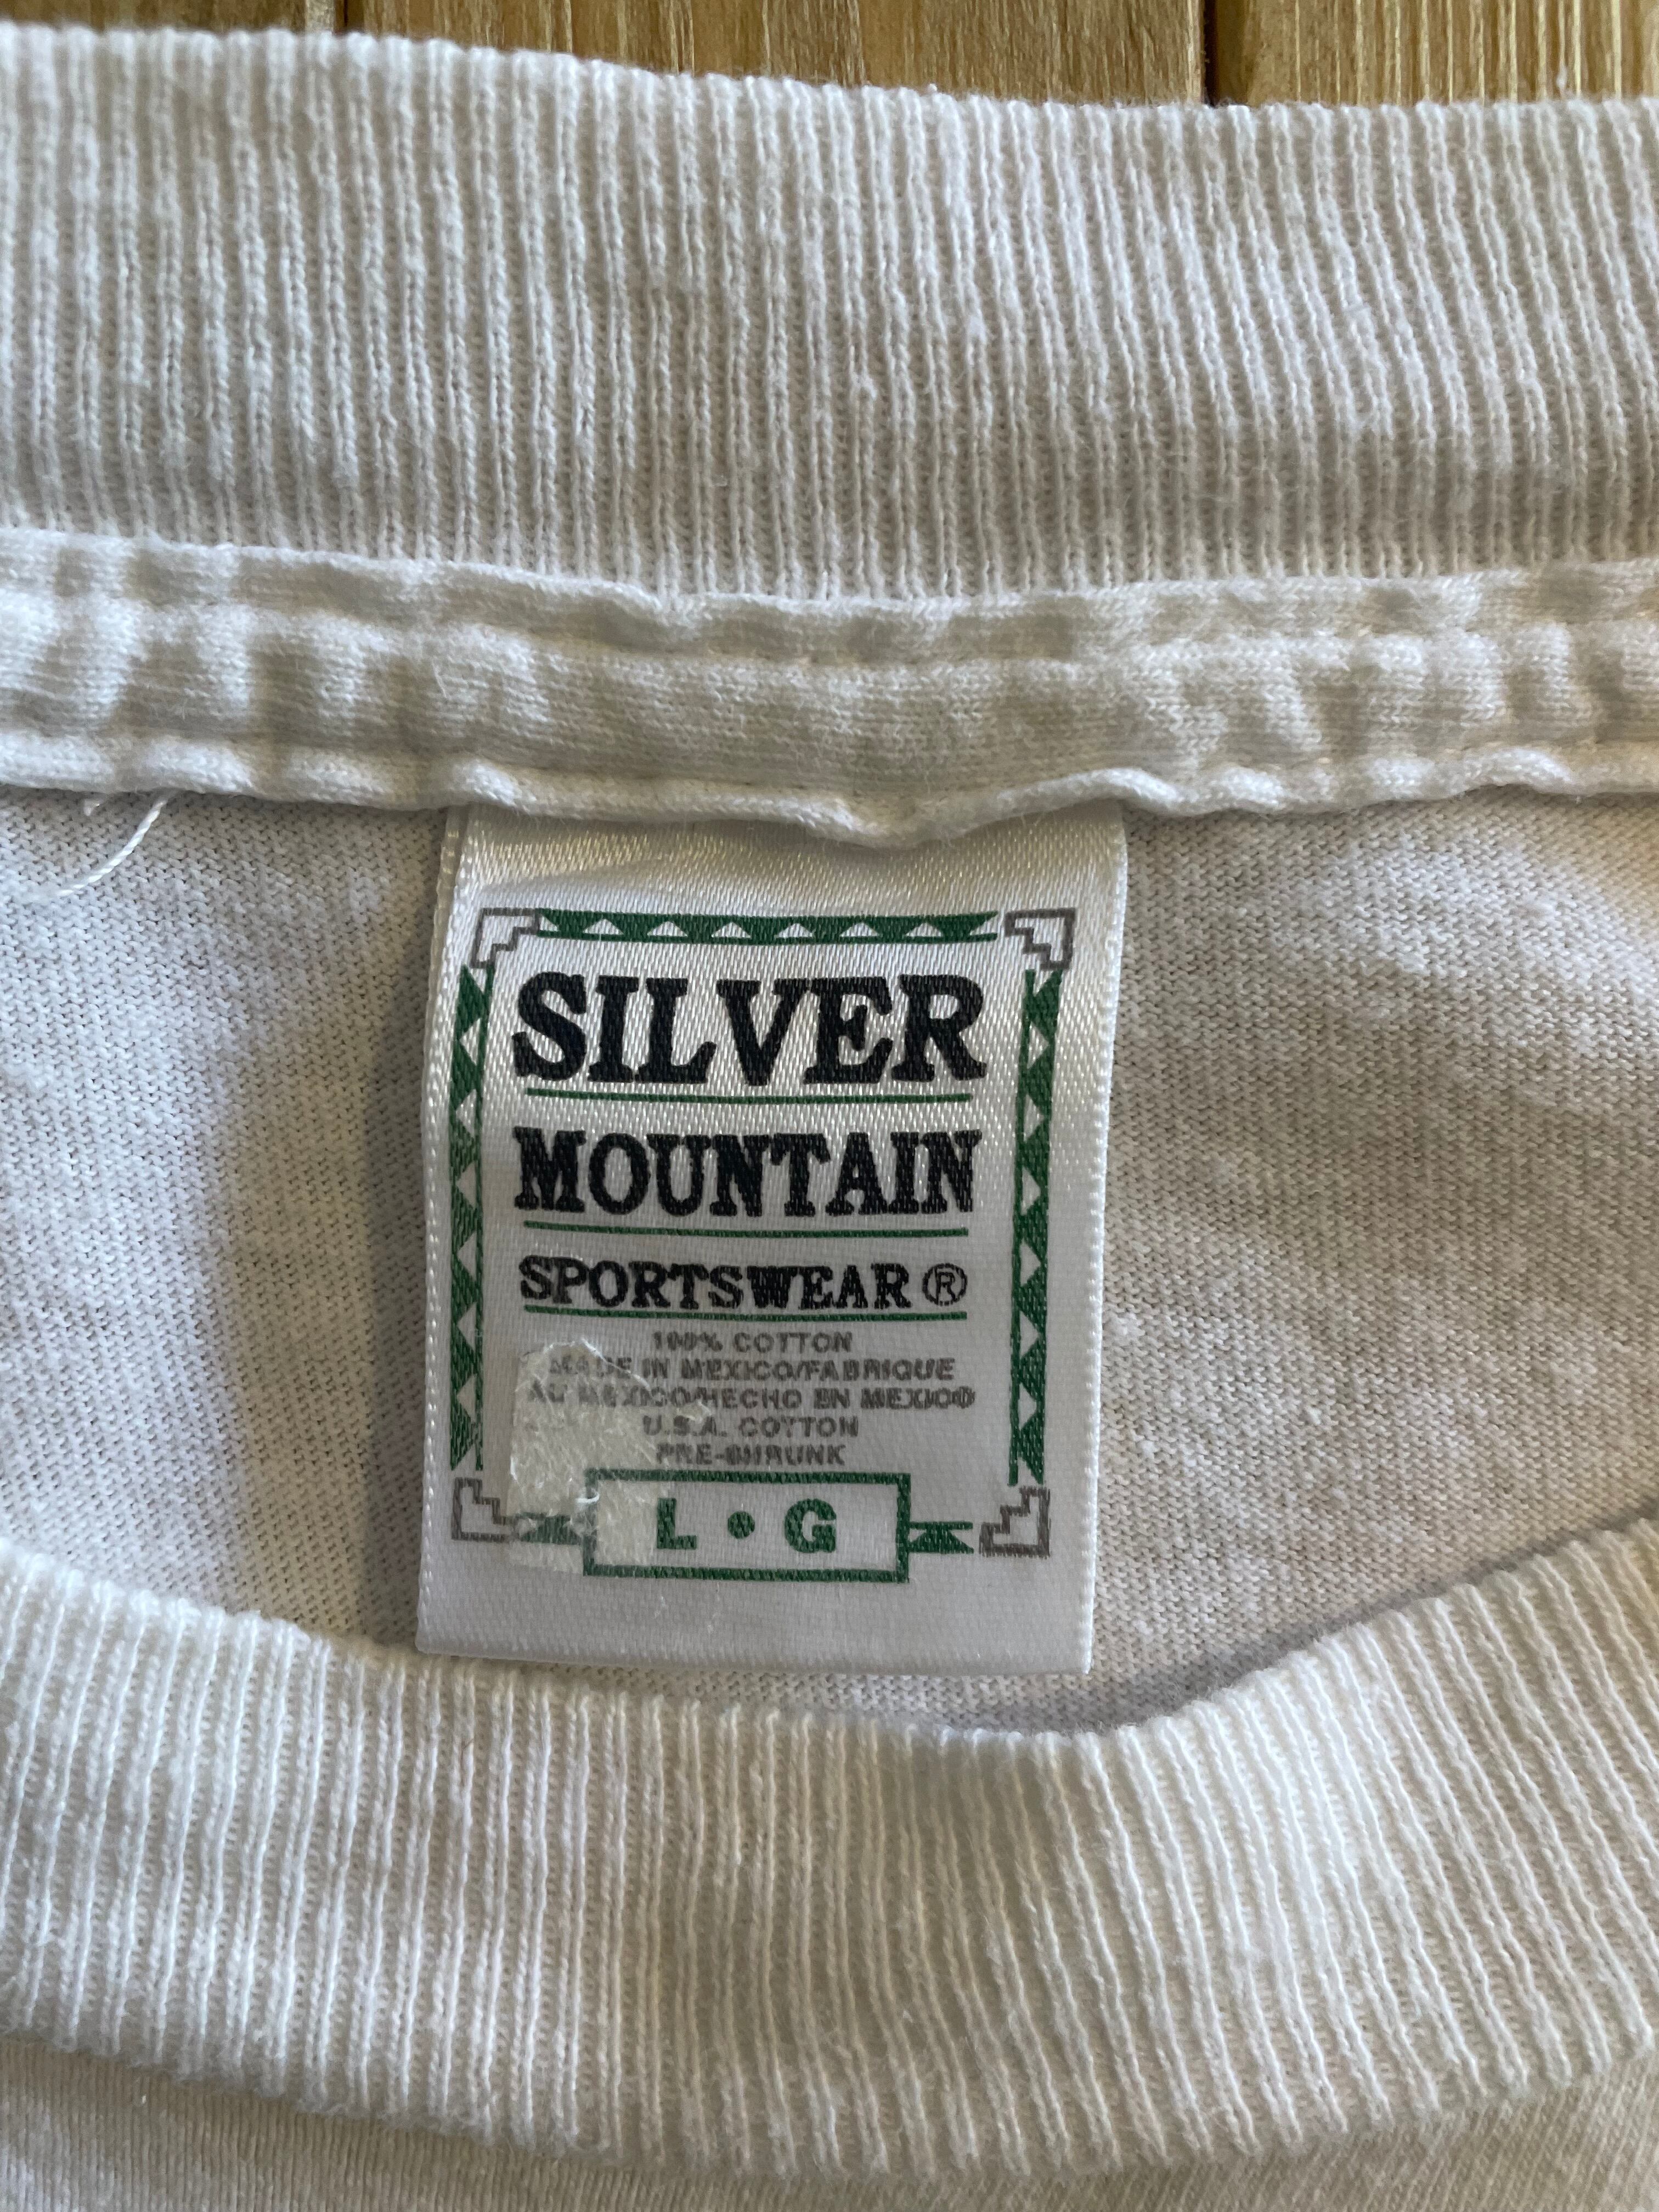 SILVER
MOUNTAIN
SPORTSWEAR ®
100% COTTON
MADE IN MEXICO/FABRIQUE
AU MEXICO/HECHO EN MEXICO
U.S.A. COTTON
PRE-SHRUNK
L • G